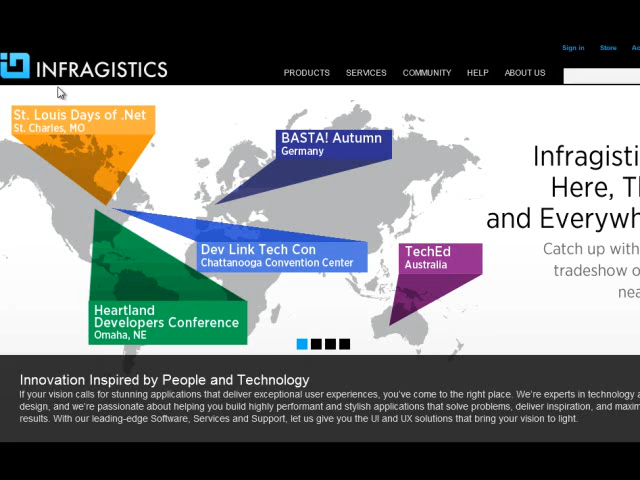 Sign in Store
INFRAGISTICS
PRODUCTS SERVICES COMMUNITY HELP ABOUT US
St. Louis Days of .Net
St. Charles, MO
BASTA! Autumn
Germany
Infragisti
Here, T
and Everywh
Catch up with
tradeshow o
nea
Dev Link Tech Con
Chattanooga Convention Center
TechEd
Australia
Heartland
Developers Conference
Omaha, NE
Innovation Inspired by People and Technology
If your vision calls for stunning applications that deliver exceptional user experiences, you've come to the right place. We're experts in technology a
design, and we're passionate about helping you build highly performant and stylish applications that solve problems, deliver inspiration, and maxim
results. With our leading-edge Software, Services and Support, let us give you the UI and UX solutions that bring your vision to light.